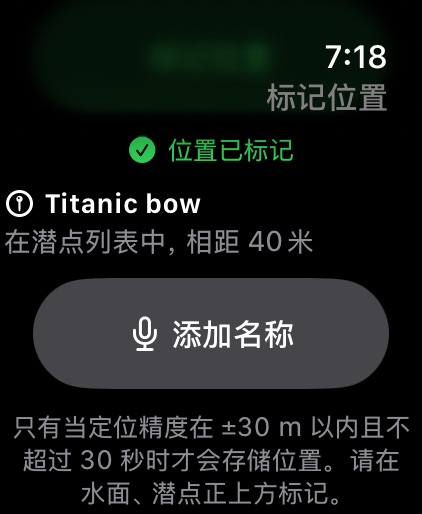 7:18
标记位置
位置已标记
Titanic bow
在潜点列表中，相距 40 米
添加名称
只有当定位精度在 ±30 m 以内且不
超过 30 秒时才会存储位置。请在
水面、潜点正上方标记。